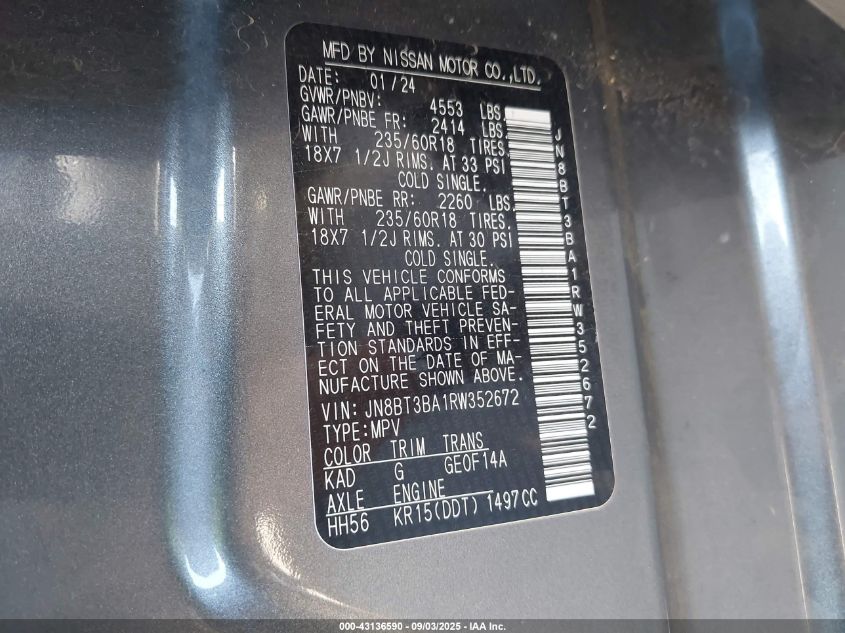 MFD BY NISSAN MOTOR CO.,LTD.
DATE: 01/24
GVWR/PNBV: 4553 LBS.
GAWR/PNBE FR: 2414 LBS.
WITH 235/60R18 TIRES.
18X7 1/2J RIMS. AT 33 PSI
COLD SINGLE.
GAWR/PNBE RR: 2260 LBS.
WITH 235/60R18 TIRES.
18X7 1/2J RIMS. AT 30 PSI
COLD SINGLE.
THIS VEHICLE CONFORMS
TO ALL APPLICABLE FED-
ERAL MOTOR VEHICLE SA-
FETY AND THEFT PREVEN-
TION STANDARDS IN EFF-
ECT ON THE DATE OF MA-
NUFACTURE SHOWN ABOVE.
VIN: JN8BT3BA1RW352672
TYPE:MPV
COLOR TRIM TRANS
KAD G GE0F14A
AXLE ENGINE
HH56 KR15(DDT) 1497CC
JN8BT3BA1RW352672
000-43136590 - 09/03/2025 - IAA Inc.